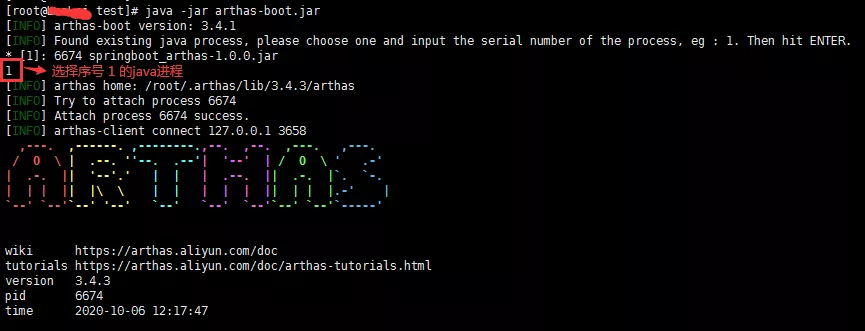 [root@ test]# java -jar arthas-boot.jar
[INFO] arthas-boot version: 3.4.1
[INFO] Found existing java process, please choose one and input the serial number of the process, eg : 1. Then hit ENTER.
* [1]: 6674 springboot_arthas-1.0.0.jar
1 选择序号 1 的java进程
[INFO] arthas home: /root/.arthas/lib/3.4.3/arthas
[INFO] Try to attach process 6674
[INFO] Attach process 6674 success.
[INFO] arthas-client connect 127.0.0.1 3658
ARTHAS
wiki https://arthas.aliyun.com/doc
tutorials https://arthas.aliyun.com/doc/arthas-tutorials.html
version 3.4.3
pid 6674
time 2020-10-06 12:17:47